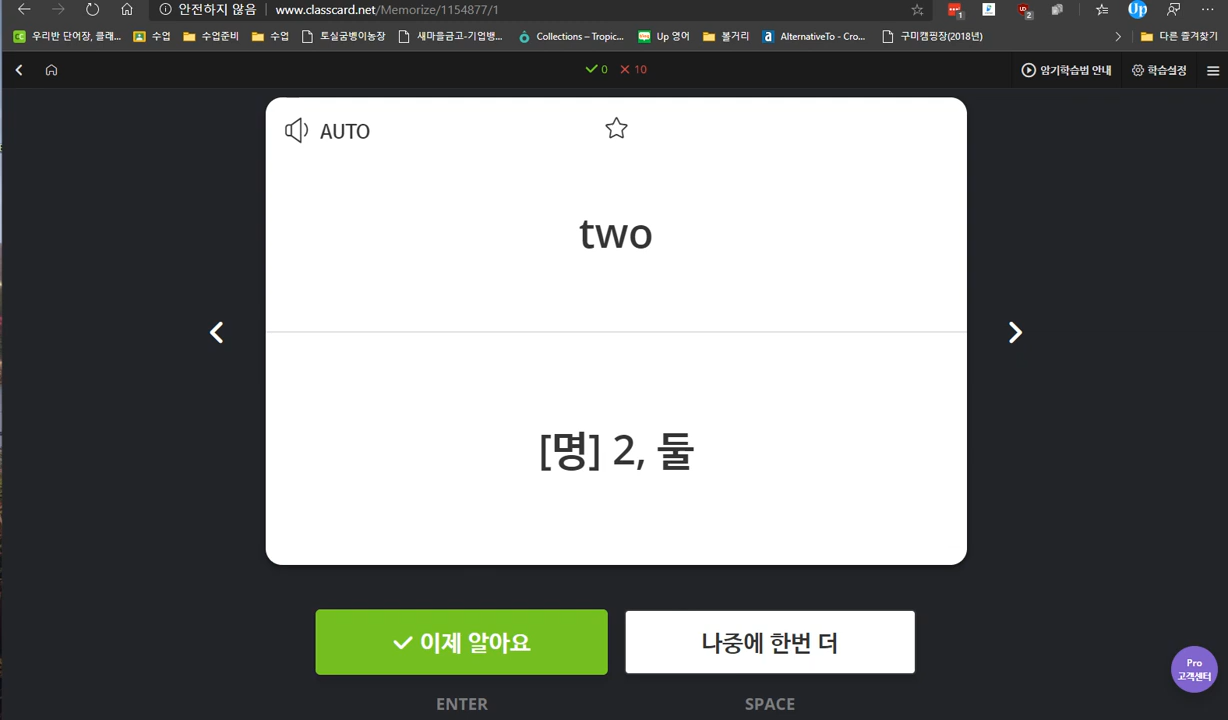 안전하지 않음 www.classcard.net/Memorize/1154877/1
우리반 단어장, 클래... 수업 수업준비 수업 토실굼벵이농장 새마을금고-기업뱅... Collections – Tropic... Up 영어 볼거리 AlternativeTo - Cro... 구미캠핑장(2018년) 다른 즐겨찾기
0 10 암기학습법 안내 학습설정
AUTO
two
[명] 2, 둘
이제 알아요 나중에 한번 더
Pro
고객센터
ENTER SPACE